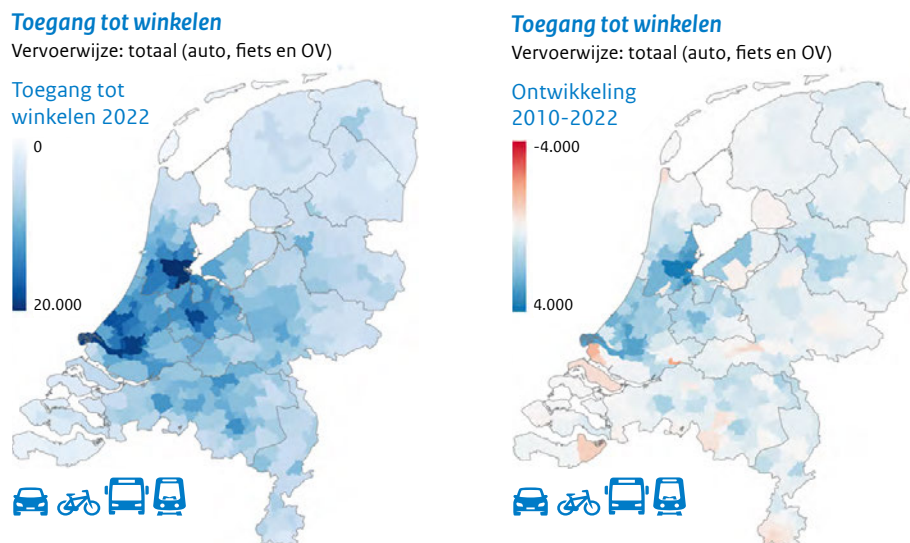 Toegang tot winkelen
Vervoerwijze: totaal (auto, fiets en OV)
Toegang tot
winkelen 2022
0
20.000
Toegang tot winkelen
Vervoerwijze: totaal (auto, fiets en OV)
Ontwikkeling
2010-2022
-4.000
4.000